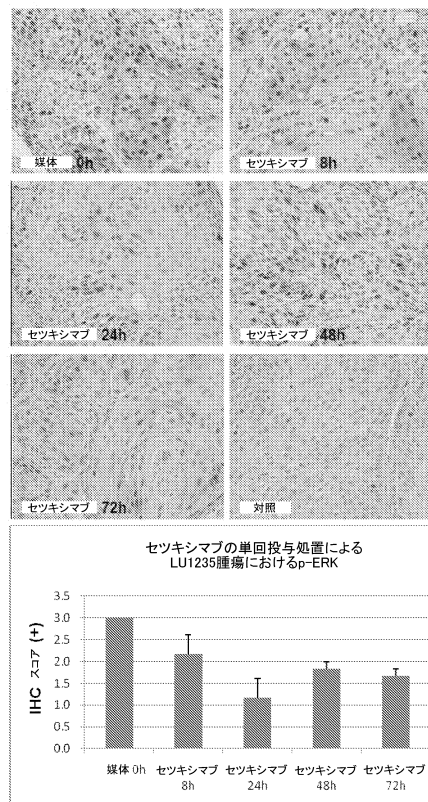 媒体 0h
セツキシマブ 8h
セツキシマブ 24h
セツキシマブ 48h
セツキシマブ 72h
対照
セツキシマブの単回投与処置による
LU1235腫瘍におけるp-ERK
IHC スコア (+)
3.5
3.0
2.5
2.0
1.5
1.0
0.5
0.0
媒体 0h
セツキシマブ 8h
セツキシマブ 24h
セツキシマブ 48h
セツキシマブ 72h